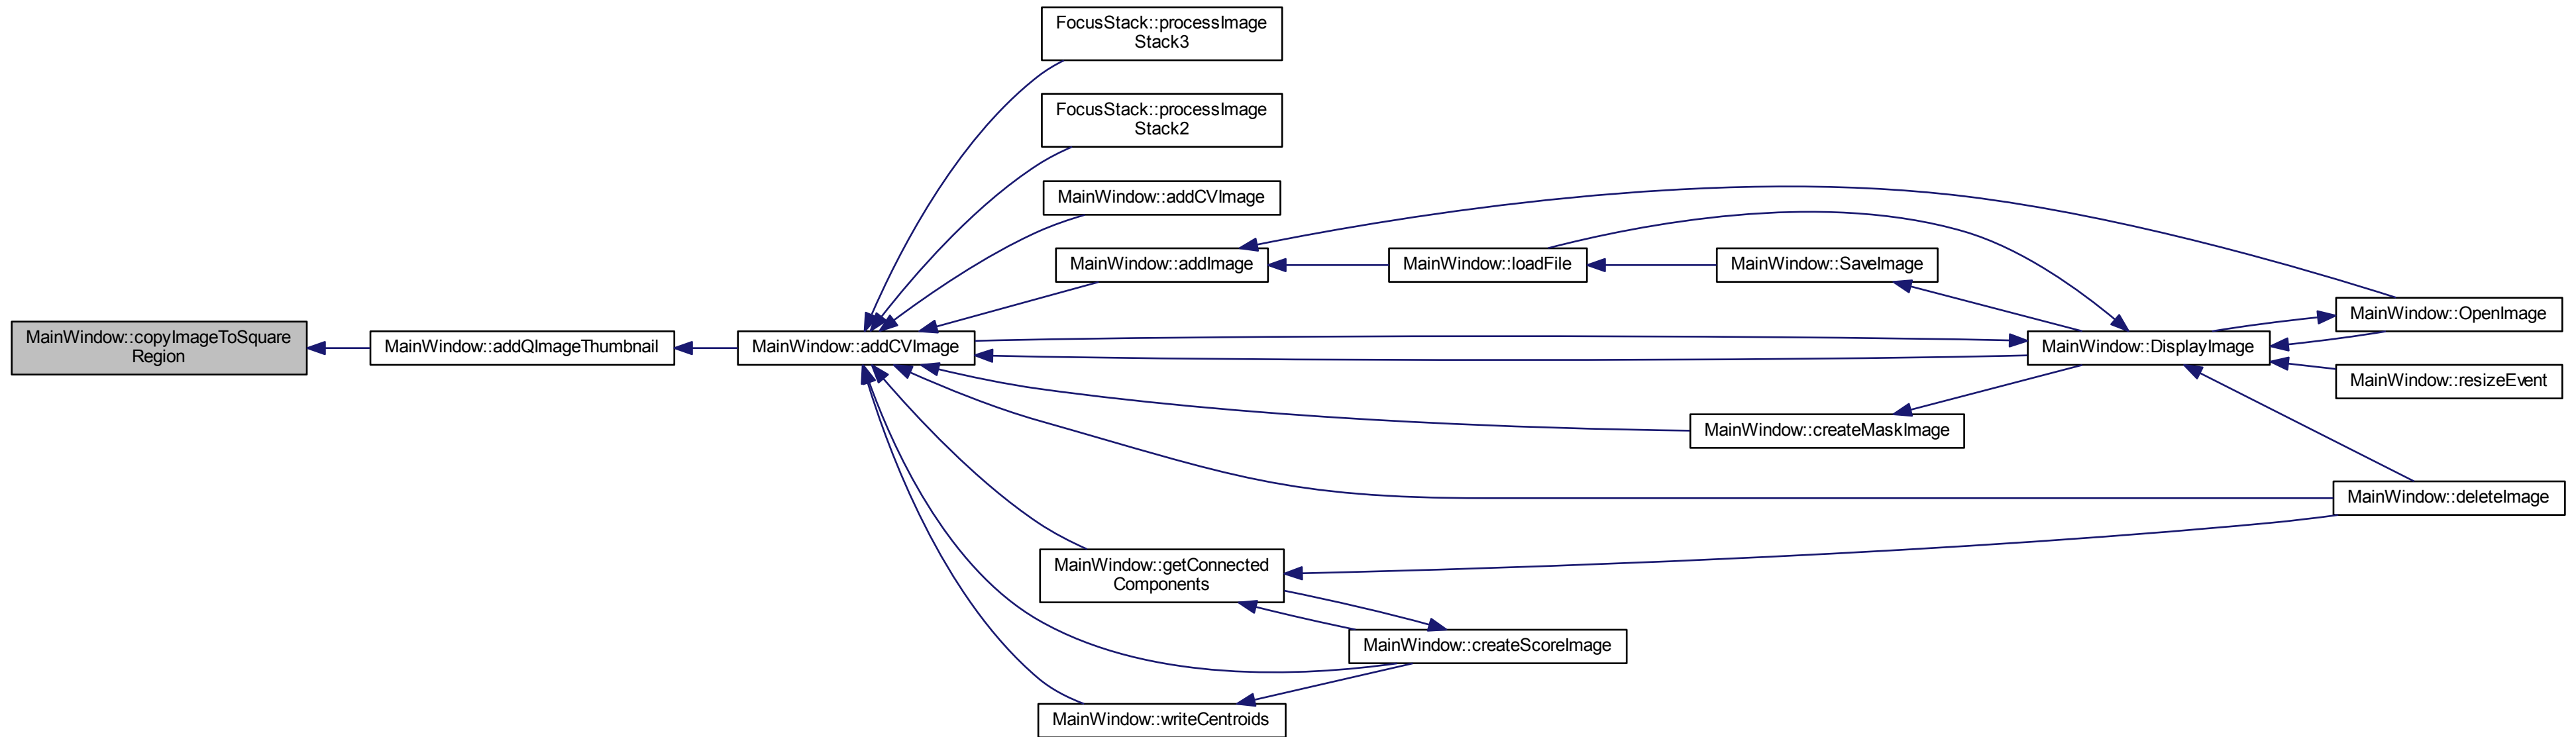 FocusStack::processImage
Stack3
FocusStack::processImage
Stack2
MainWindow::addCVImage
MainWindow::addImage
MainWindow::loadFile
MainWindow::SaveImage
MainWindow::OpenImage
MainWindow::copyImageToSquare
Region
MainWindow::addQImageThumbnail
MainWindow::addCVImage
MainWindow::DisplayImage
MainWindow::resizeEvent
MainWindow::createMaskImage
MainWindow::deleteImage
MainWindow::getConnected
Components
MainWindow::createScoreImage
MainWindow::writeCentroids